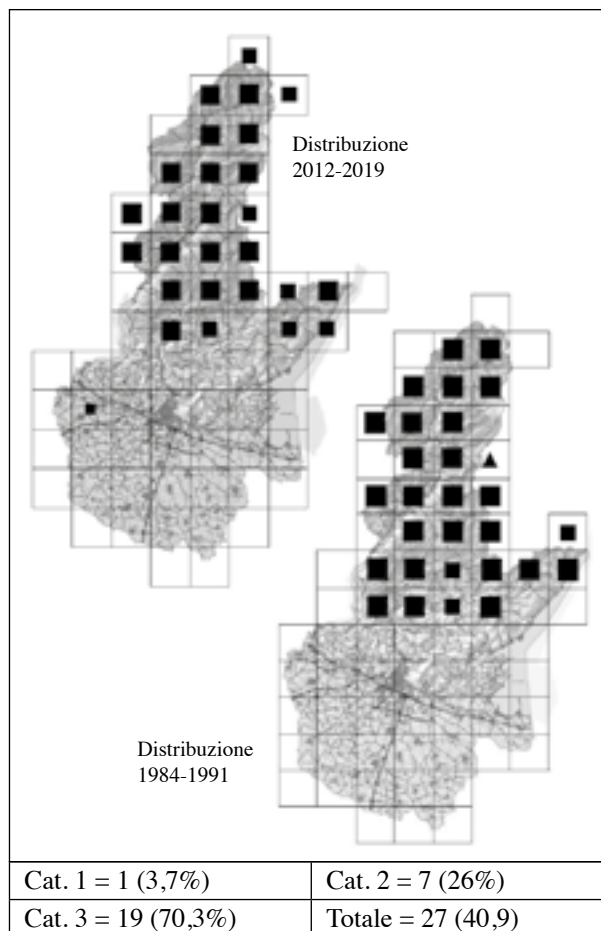 Distribuzione
2012-2019
Distribuzione
1984-1991
Cat. 1 = 1 (3,7%)
Cat. 2 = 7 (26%)
Cat. 3 = 19 (70,3%)
Totale = 27 (40,9)